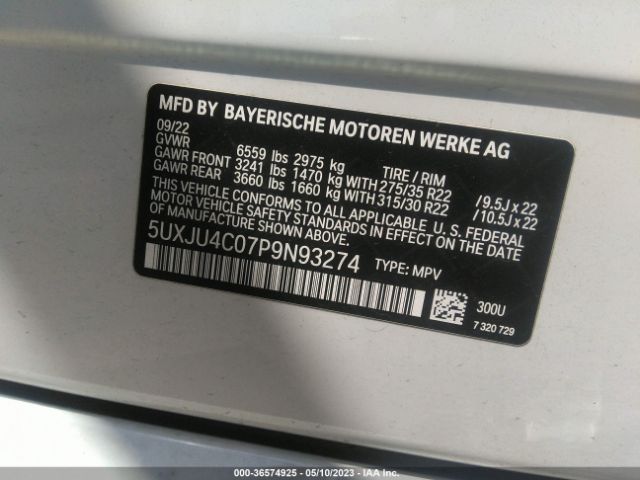 MFD BY BAYERISCHE MOTOREN WERKE AG
09/22
GVWR 6559 lbs 2975 kg TIRE / RIM
GAWR FRONT 3241 lbs 1470 kg WITH 275/35 R22 / 9.5J x 22
GAWR REAR 3660 lbs 1660 kg WITH 315/30 R22 / 10.5J x 22
THIS VEHICLE CONFORMS TO ALL APPLICABLE U. S. FEDERAL
MOTOR VEHICLE SAFETY STANDARDS IN EFFECT ON THE DATE
OF MANUFACTURE SHOWN ABOVE.
5UXJU4C07P9N93274 TYPE: MPV
300U
7 320 729
000-36574925 - 05/10/2023 - IAA Inc.